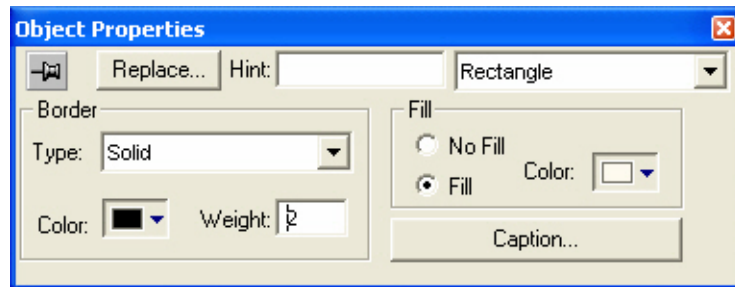 Object Properties
Replace... Hint: Rectangle
Border
Type: Solid
Color: Weight: 2
Fill
No Fill
Fill
Color:
Caption...